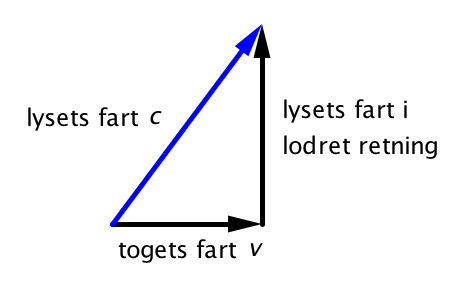 lysets fart i
lysets fart c
lodret retning
togets fart v